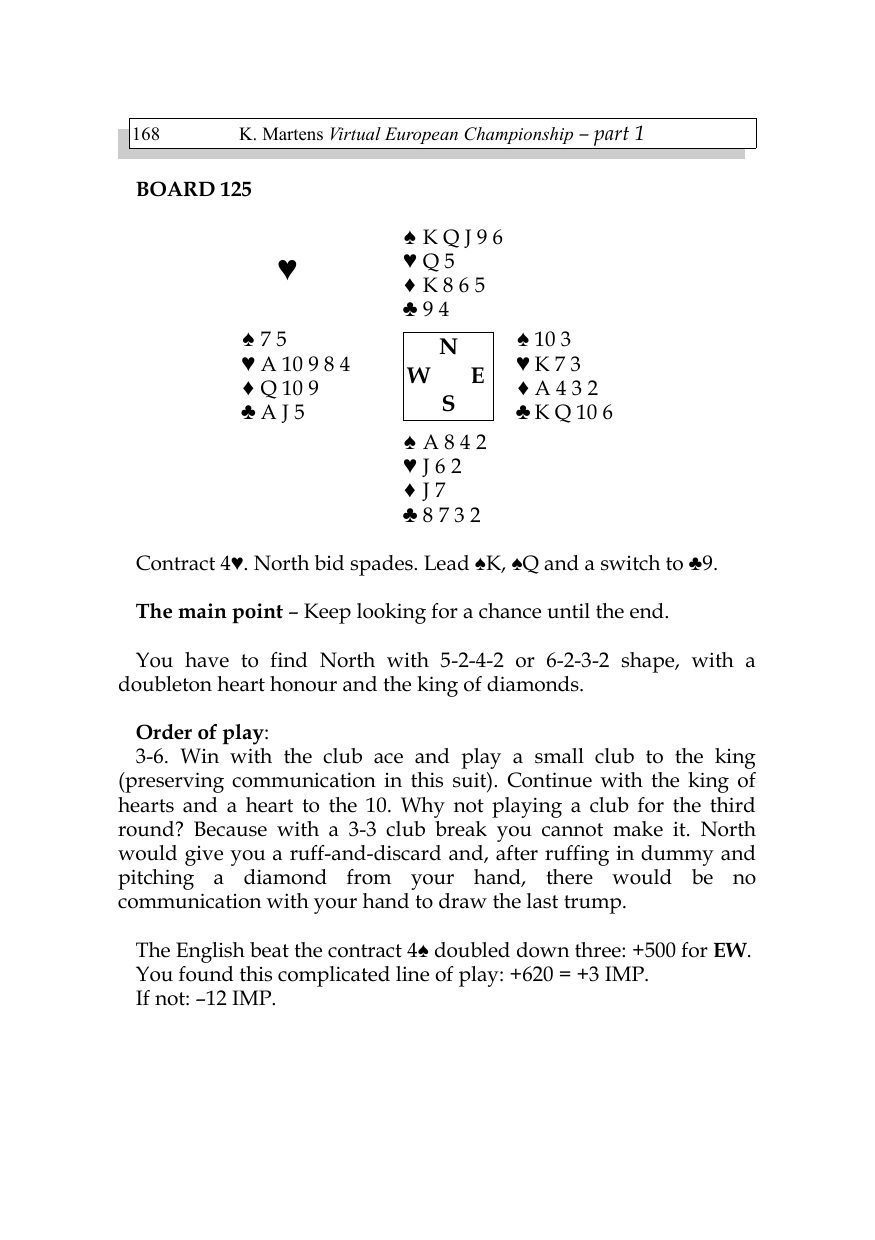 168 K. Martens Virtual European Championship – part 1
BOARD 125
♠ K Q J 9 6
♥
♥ Q 5
♦ K 8 6 5
♣ 9 4
♠ 7 5
♥ A 10 9 8 4
♦ Q 10 9
♣ A J 5
N
W E
S
♠ 10 3
♥ K 7 3
♦ A 4 3 2
♣ K Q 10 6
♠ A 8 4 2
♥ J 6 2
♦ J 7
♣ 8 7 3 2
Contract 4♥. North bid spades. Lead ♠K, ♠Q and a switch to ♣9.
The main point – Keep looking for a chance until the end.
You have to find North with 5-2-4-2 or 6-2-3-2 shape, with a
doubleton heart honour and the king of diamonds.
Order of play:
3-6. Win with the club ace and play a small club to the king
(preserving communication in this suit). Continue with the king of
hearts and a heart to the 10. Why not playing a club for the third
round? Because with a 3-3 club break you cannot make it. North
would give you a ruff-and-discard and, after ruffing in dummy and
pitching a diamond from your hand, there would be no
communication with your hand to draw the last trump.
The English beat the contract 4♠ doubled down three: +500 for EW.
You found this complicated line of play: +620 = +3 IMP.
If not: –12 IMP.